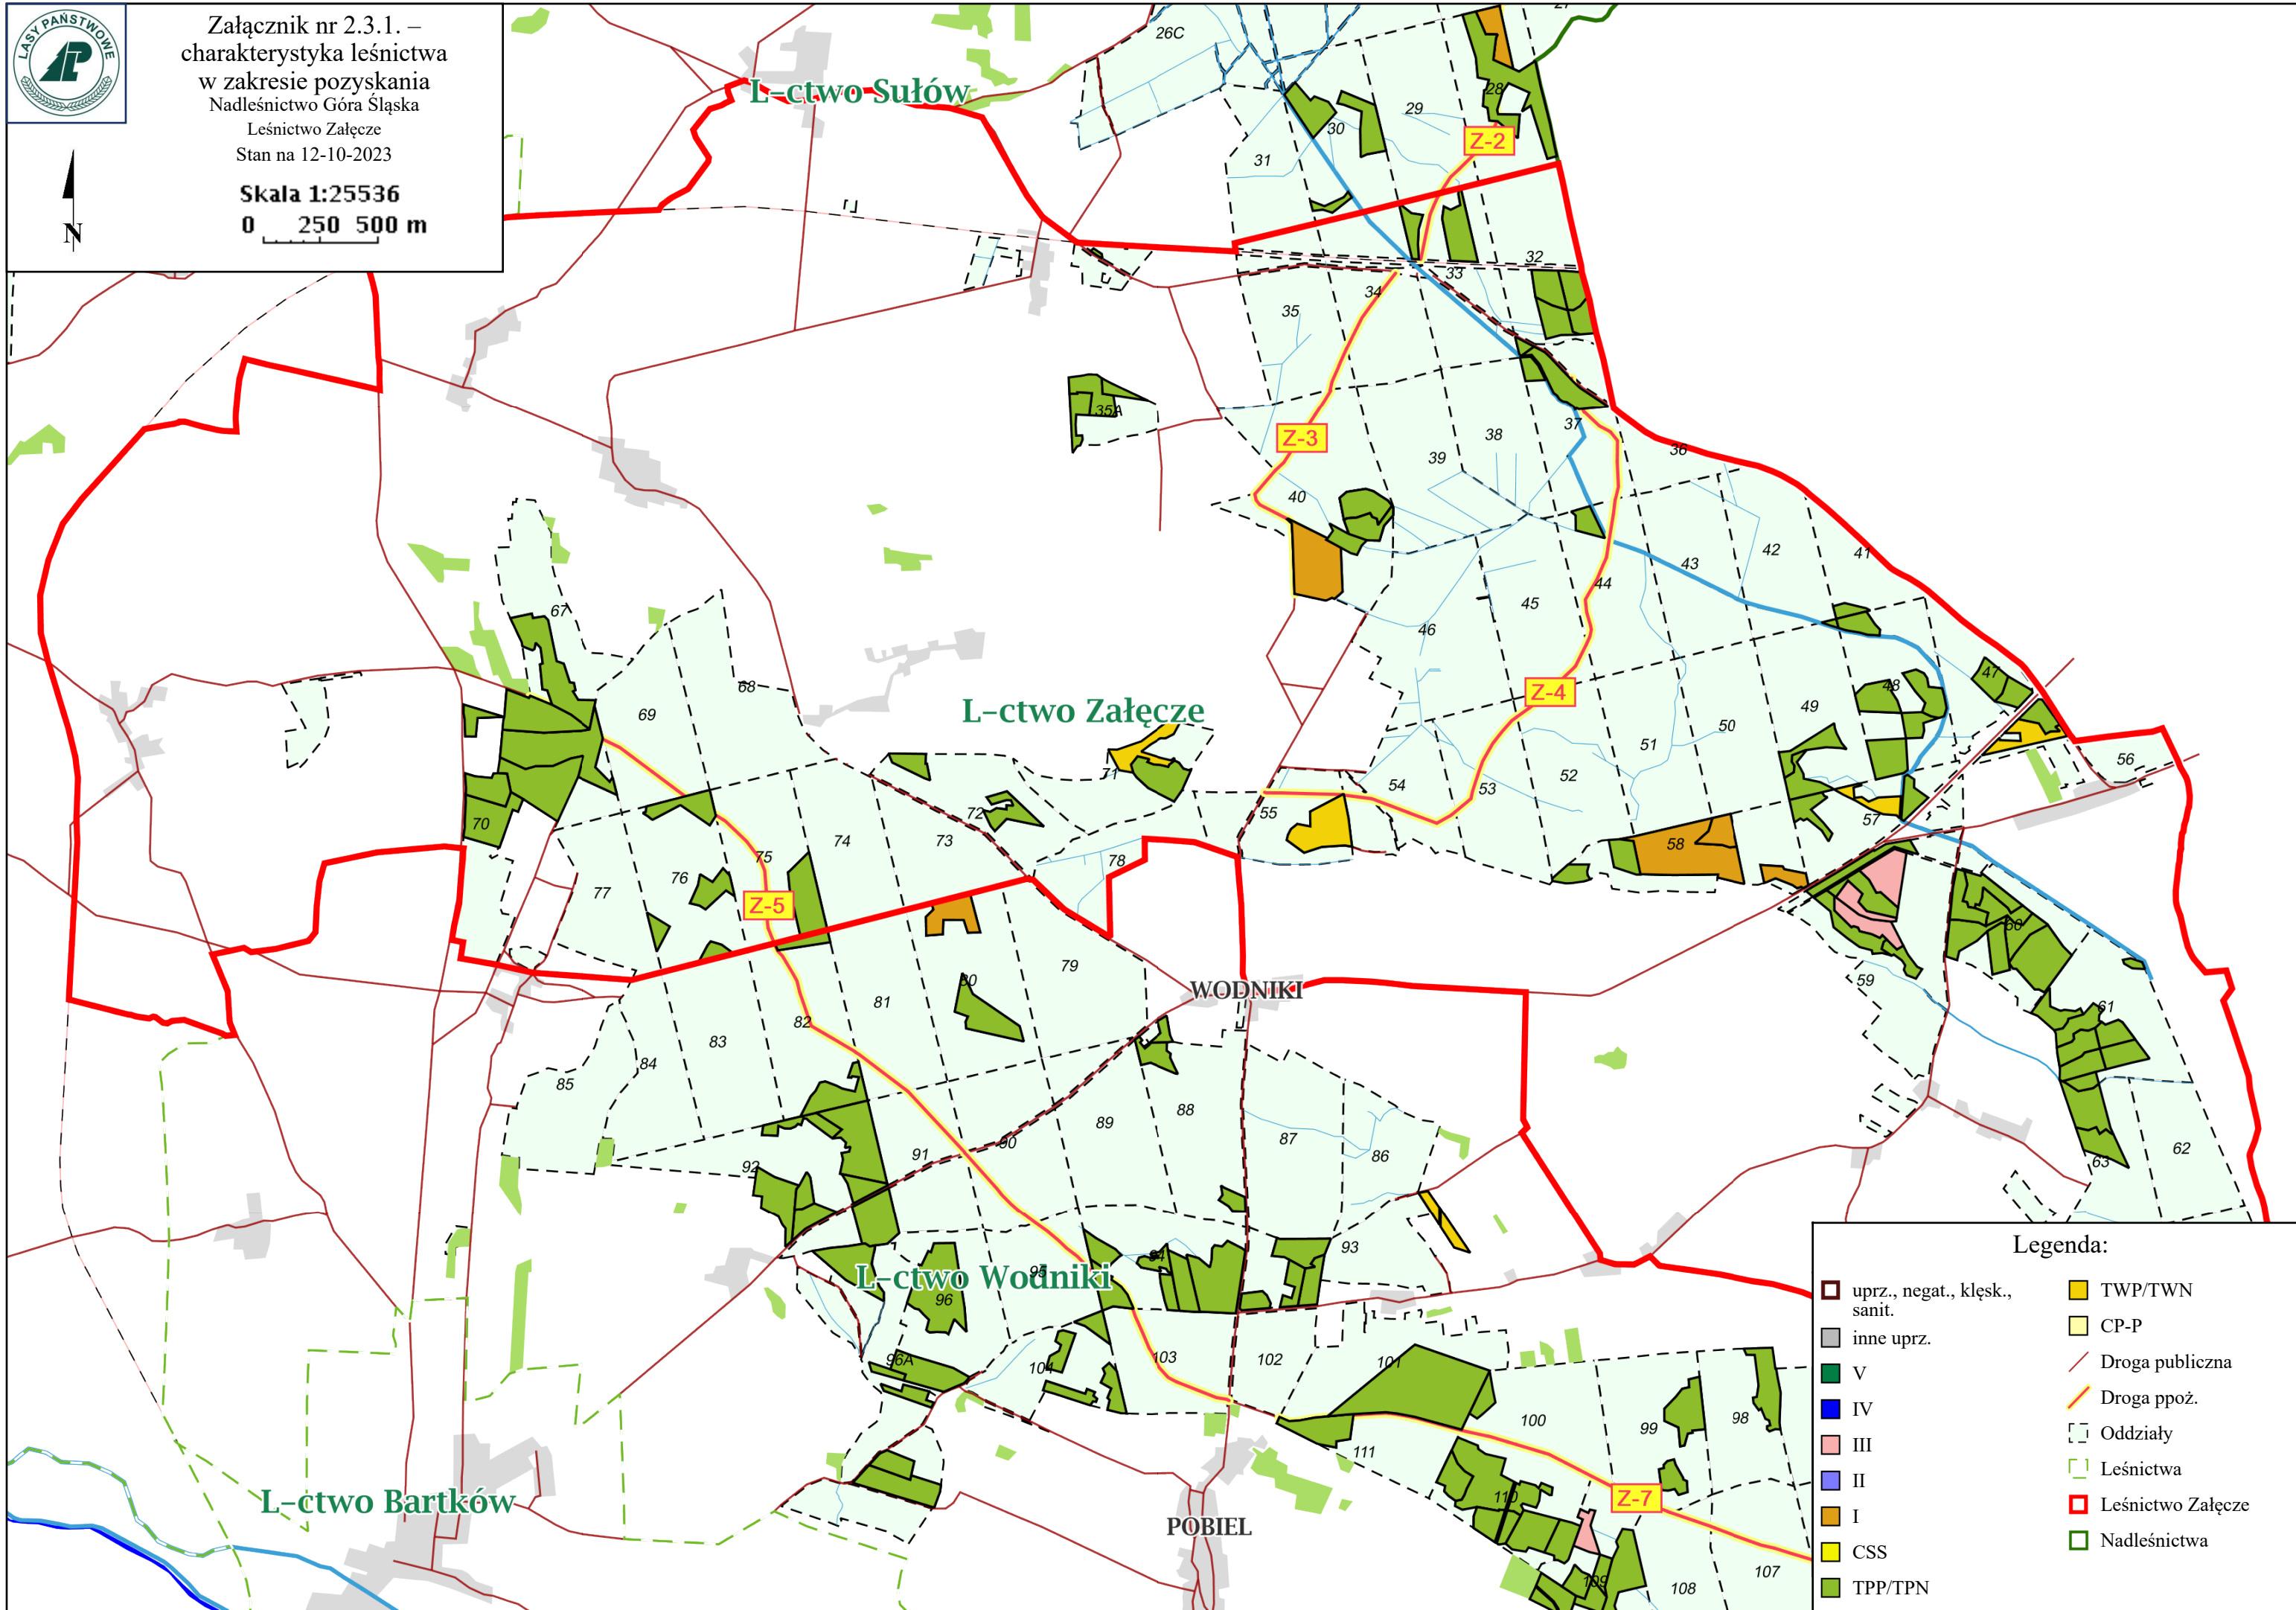 LASY PAŃSTWOWE
Załącznik nr 2.3.1. –
charakterystyka leśnictwa
w zakresie pozyskania
Nadleśnictwo Góra Śląska
Leśnictwo Załęcze
Stan na 12-10-2023
Skala 1:25536
0 250 500 m
N
L-ctwo Sułów
26C
27
28
29
30
31
Z-2
32
33
34
35
35A
Z-3
36
37
38
39
40
41
42
43
44
45
46
47
48
49
50
51
52
53
54
55
56
57
58
59
60
61
62
63
Z-4
67
68
69
70
71
72
73
74
75
76
77
78
Z-5
L-ctwo Załęcze
WODNIKI
79
80
81
82
83
84
85
86
87
88
89
90
91
92
93
94
95
96
96A
L-ctwo Wodniki
98
99
100
101
102
103
104
107
108
109
110
111
Z-7
L-ctwo Bartków
POBIEL
Legenda:
uprz., negat., klęsk.,
sanit.
inne uprz.
V
IV
III
II
I
CSS
TPP/TPN
TWP/TWN
CP-P
Droga publiczna
Droga ppoż.
Oddziały
Leśnictwa
Leśnictwo Załęcze
Nadleśnictwa